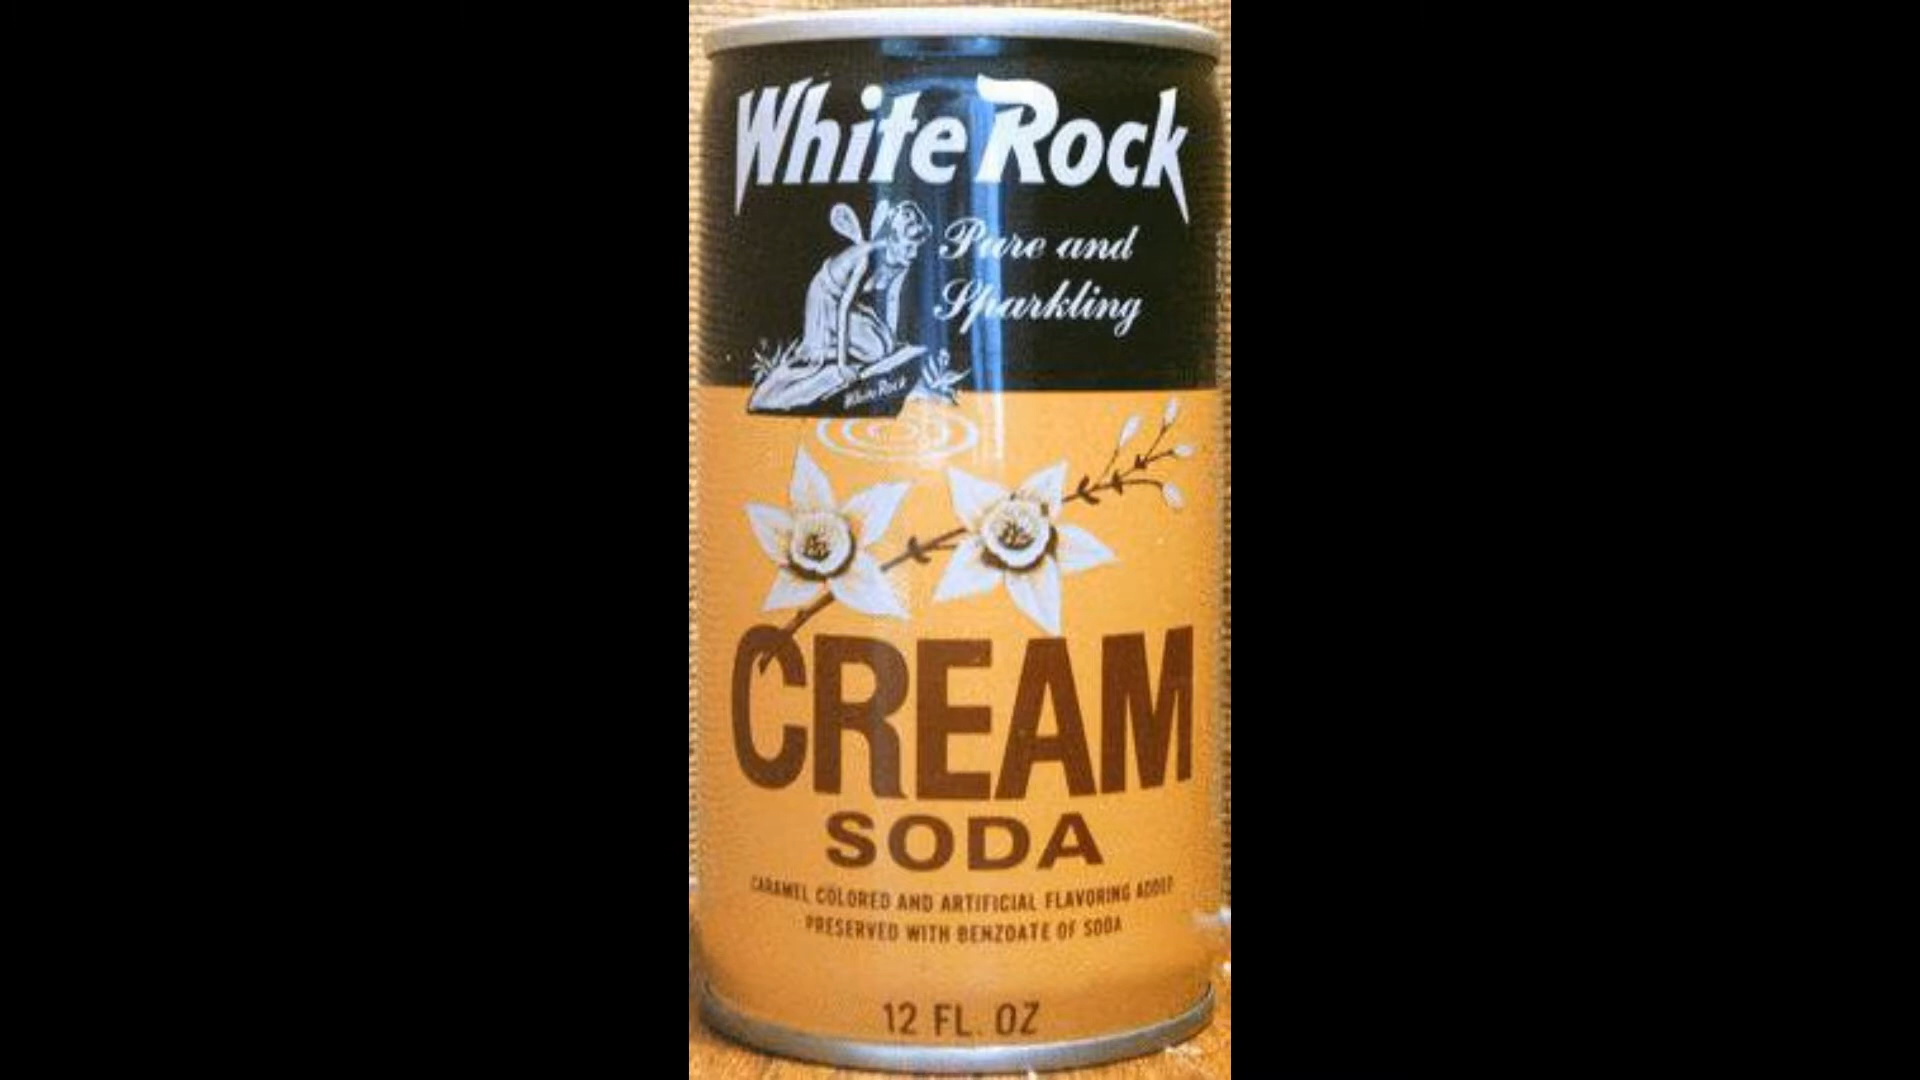 White Rock
Pure and
Sparkling
White Rock
CREAM
SODA
CARAMEL COLORED AND ARTIFICIAL FLAVORING ADDED
PRESERVED WITH BENZOATE OF SODA
12 FL. OZ